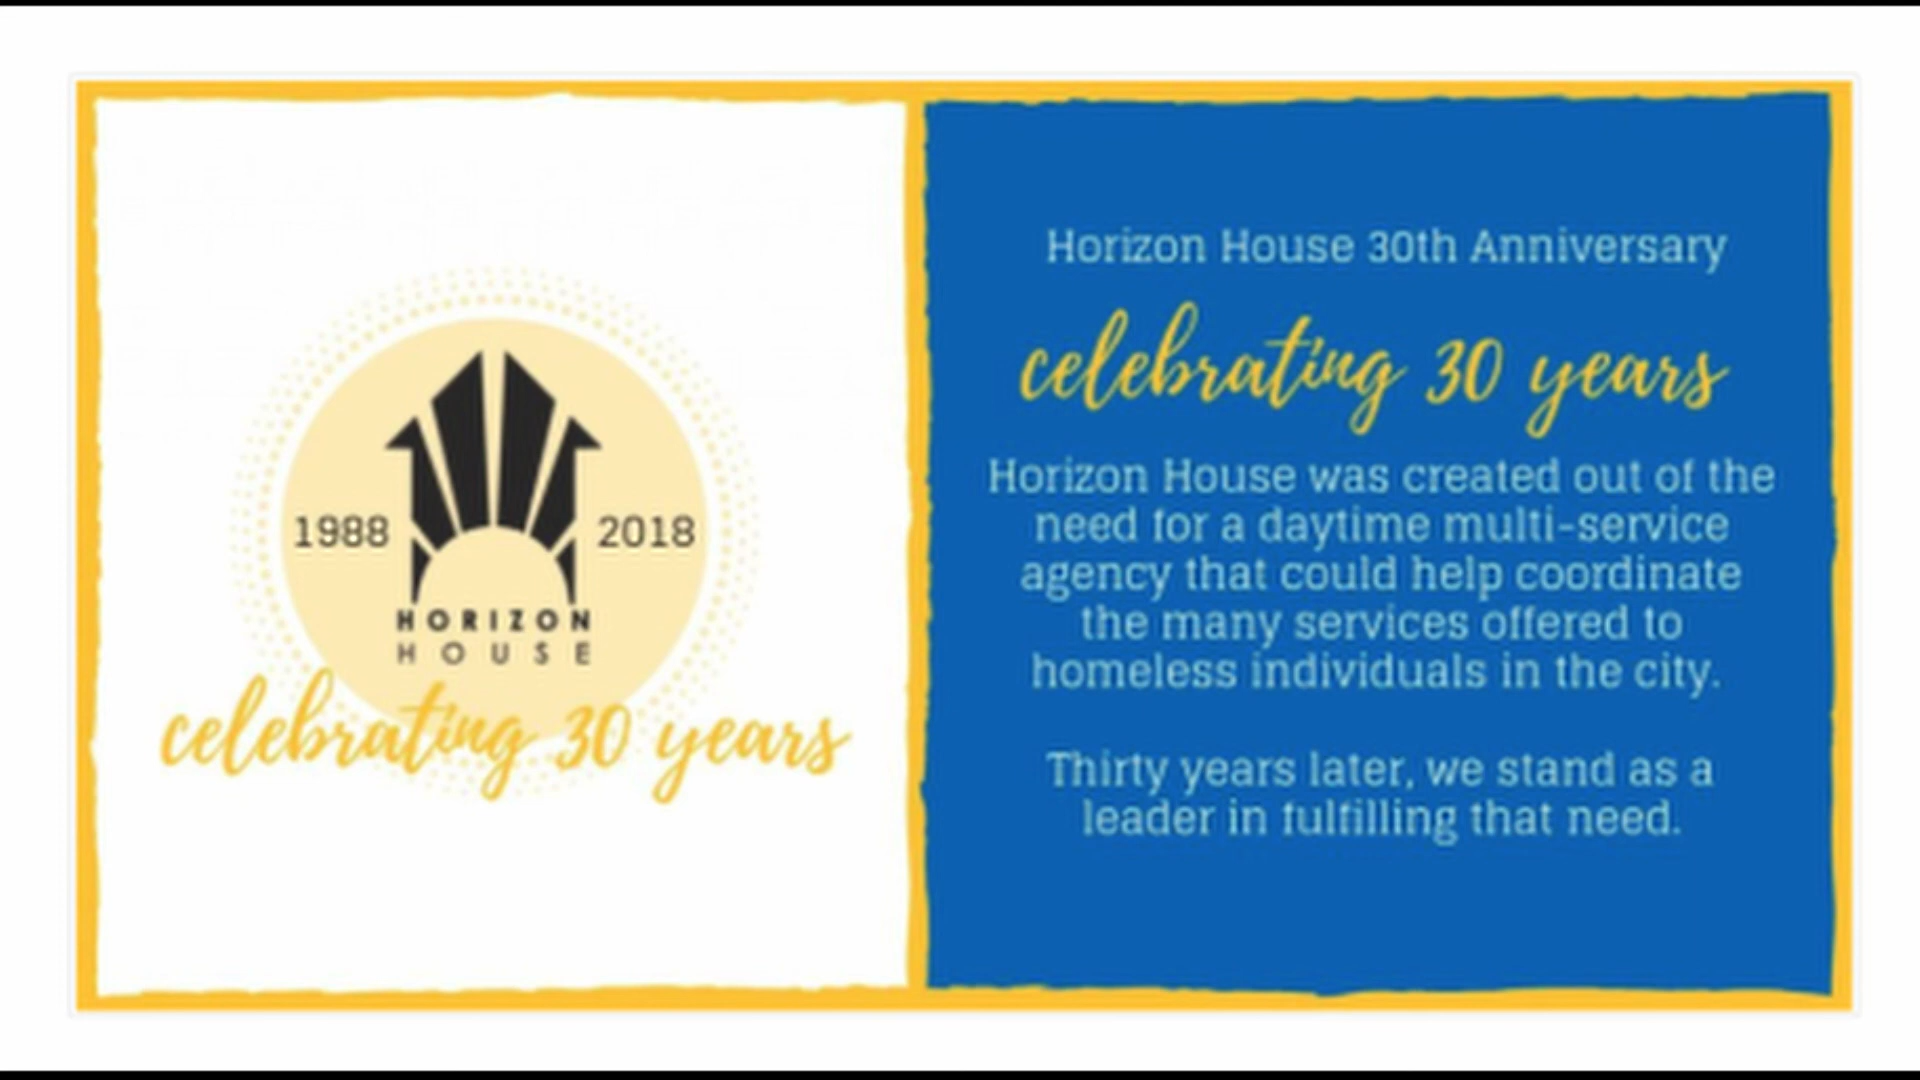 1988
2018
HORIZON
HOUSE
celebrating 30 years
Horizon House 30th Anniversary
celebrating 30 years
Horizon House was created out of the
need for a daytime multi-service
agency that could help coordinate
the many services offered to
homeless individuals in the city.
Thirty years later, we stand as a
leader in fulfilling that need.